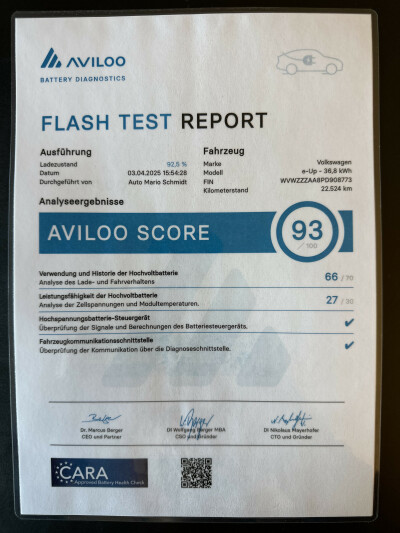 AVILOO
BATTERY DIAGNOSTICS
FLASH TEST REPORT
Ausführung
Ladezustand 92,5 %
Datum 03.04.2025 15:54:28
Durchgeführt von Auto Mario Schmidt
Fahrzeug
Marke Volkswagen
Modell e-Up - 36,8 kWh
FIN WVWZZZAA8PD908773
Kilometerstand 22.524 km
Analyseergebnisse
AVILOO SCORE 93 /100
Verwendung und Historie der Hochvoltbatterie 66 / 70
Analyse des Lade- und Fahrverhaltens
Leistungsfähigkeit der Hochvoltbatterie 27 / 30
Analyse der Zellspannungen und Modultemperaturen.
Hochspannungsbatterie-Steuergerät
Überprüfung der Signale und Berechnungen des Batteriesteuergeräts.
Fahrzeugkommunikationsschnittstelle
Überprüfung der Kommunikation über die Diagnoseschnittstelle.
Dr. Marcus Berger
CEO und Partner
DI Wolfgang Berger MBA
CSO und Gründer
DI Nikolaus Mayerhofer
CTO und Gründer
CARA
Approved Battery Health Check